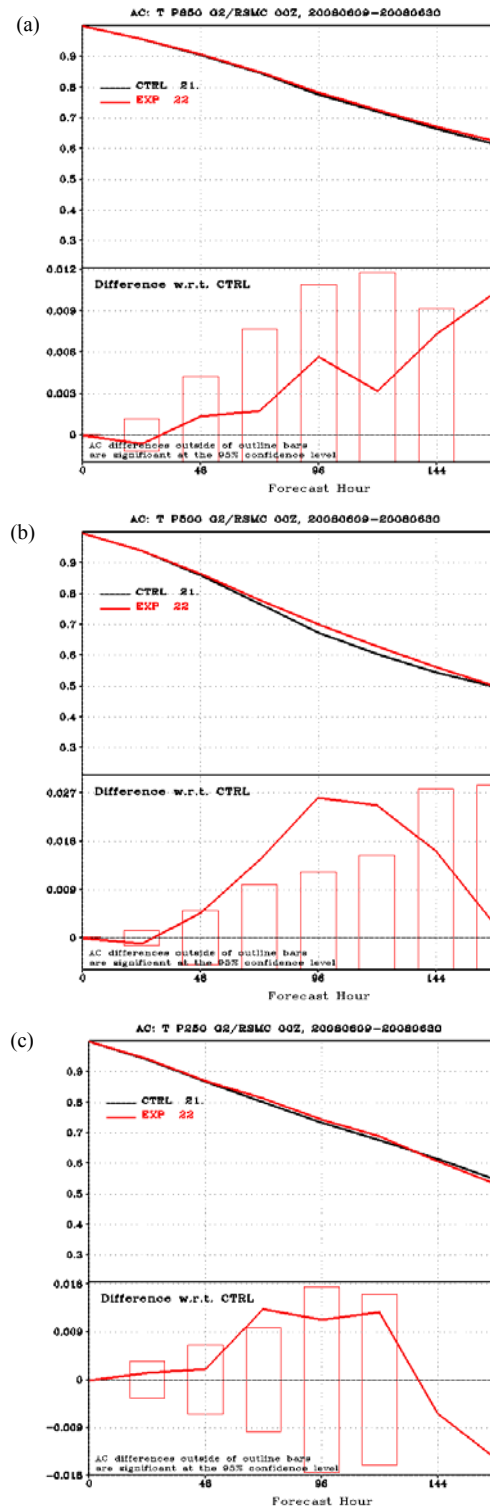 (a)
AC: T P850 G2/RSMC 00Z, 20080609-20080630
0.9
0.8
0.7
0.6
0.5
0.4
0.3
CTRL 21.
EXP 22
0.012
0.009
0.006
0.003
0
Difference w.r.t. CTRL
AC differences outside of outline bars
are significant at the 95% confidence level
0 48 96 144
Forecast Hour
(b)
AC: T P500 G2/RSMC 00Z, 20080609-20080630
0.9
0.8
0.7
0.6
0.5
0.4
0.3
CTRL 21.
EXP 22
0.027
0.018
0.009
0
Difference w.r.t. CTRL
AC differences outside of outline bars
are significant at the 95% confidence level
0 48 96 144
Forecast Hour
(c)
AC: T P250 G2/RSMC 00Z, 20080609-20080630
0.9
0.8
0.7
0.6
0.5
0.4
0.3
CTRL 21.
EXP 22
0.018
0.009
0
-0.009
-0.018
Difference w.r.t. CTRL
AC differences outside of outline bars
are significant at the 95% confidence level
0 48 96 144
Forecast Hour